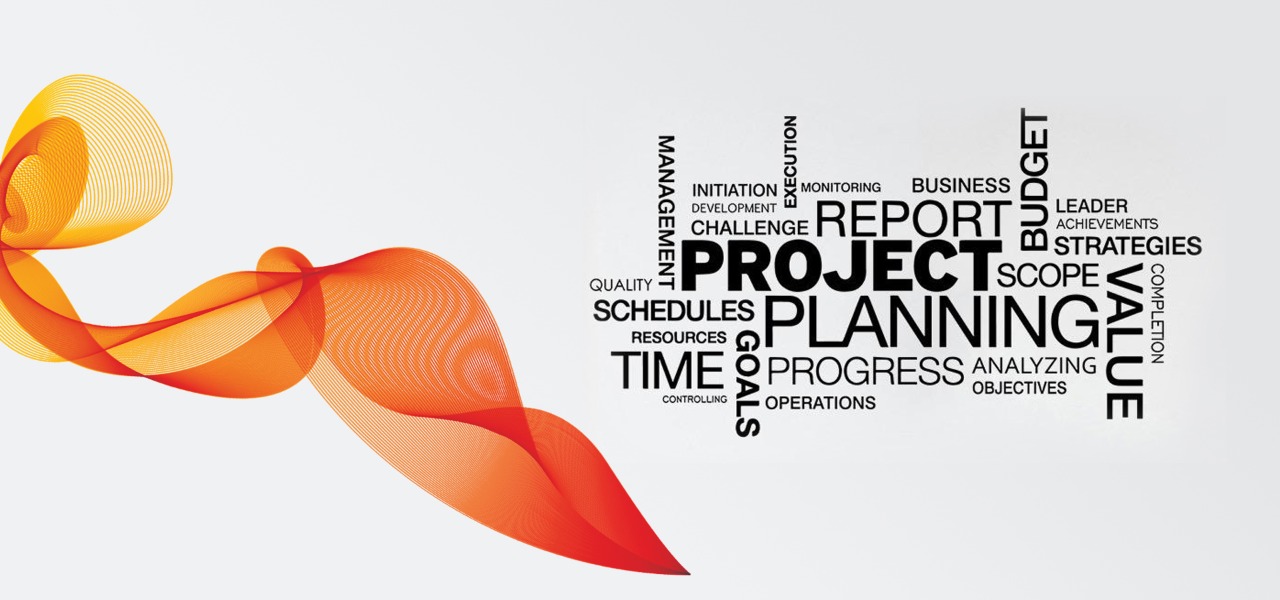 MANAGEMENT
EXECUTION
BUDGET
INITIATION
MONITORING
BUSINESS
DEVELOPMENT
REPORT
LEADER
CHALLENGE
ACHIEVEMENTS
PROJECT
STRATEGIES
SCOPE
QUALITY
VALUE
COMPLETION
SCHEDULES
PLANNING
RESOURCES
GOALS
TIME
PROGRESS
ANALYZING
OBJECTIVES
CONTROLLING
OPERATIONS